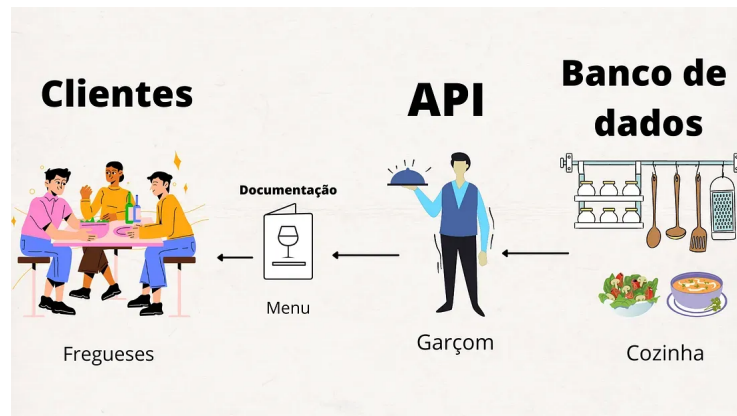 Clientes
API
Banco de
dados
Documentação
Menu
Fregueses
Garçom
Cozinha